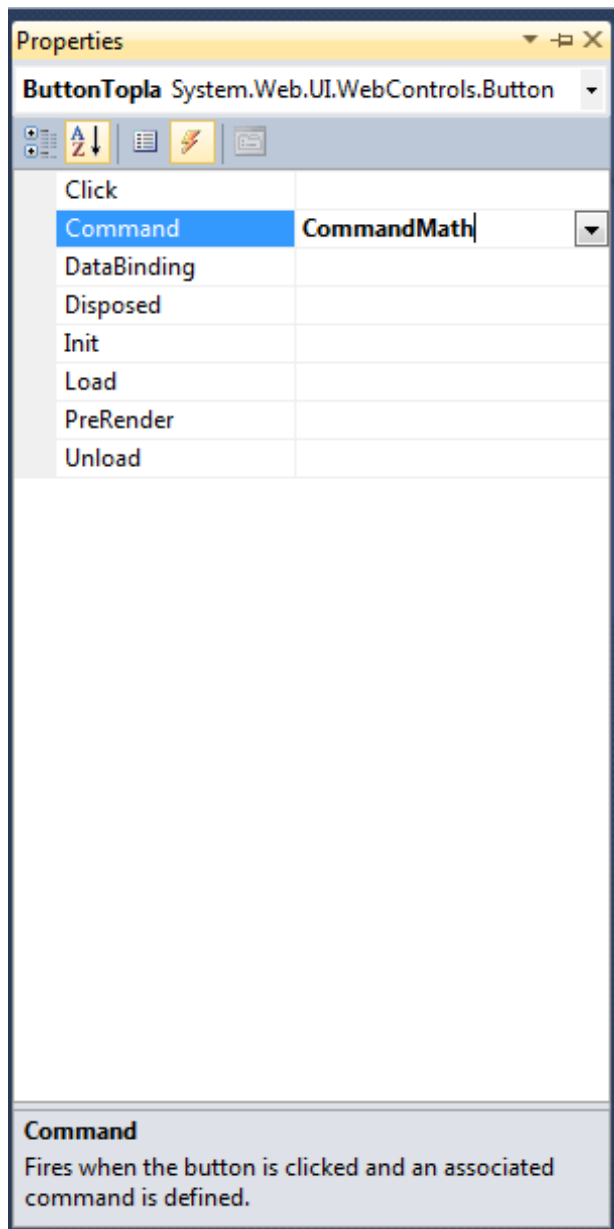 Properties
ButtonTopla System.Web.UI.WebControls.Button
A
Z
Click
Command CommandMath
DataBinding
Disposed
Init
Load
PreRender
Unload
Command
Fires when the button is clicked and an associated
command is defined.